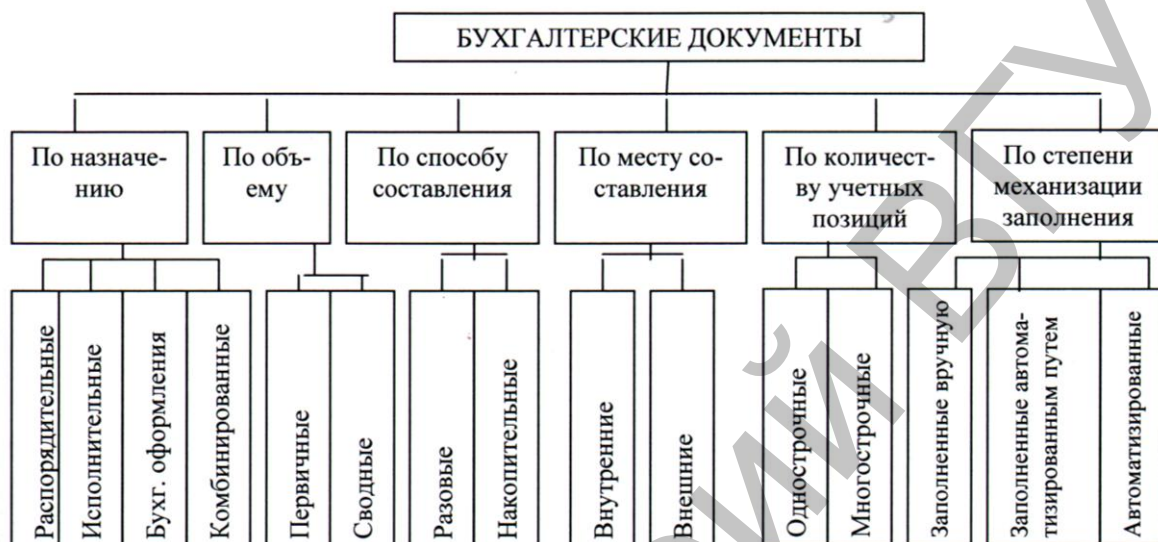 БУХГАЛТЕРСКИЕ ДОКУМЕНТЫ
По назначе-
нию
По объ-
ему
По способу
составления
По месту со-
ставления
По количест-
ву учетных
позиций
По степени
механизации
заполнения
Распорядительные
Исполнительные
Бухг. оформления
Комбинированные
Первичные
Сводные
Разовые
Накопительные
Внутренние
Внешние
Однострочные
Многострочные
Заполненные вручную
Заполненные автома-
тизированным путем
Автоматизированные
ВГУ